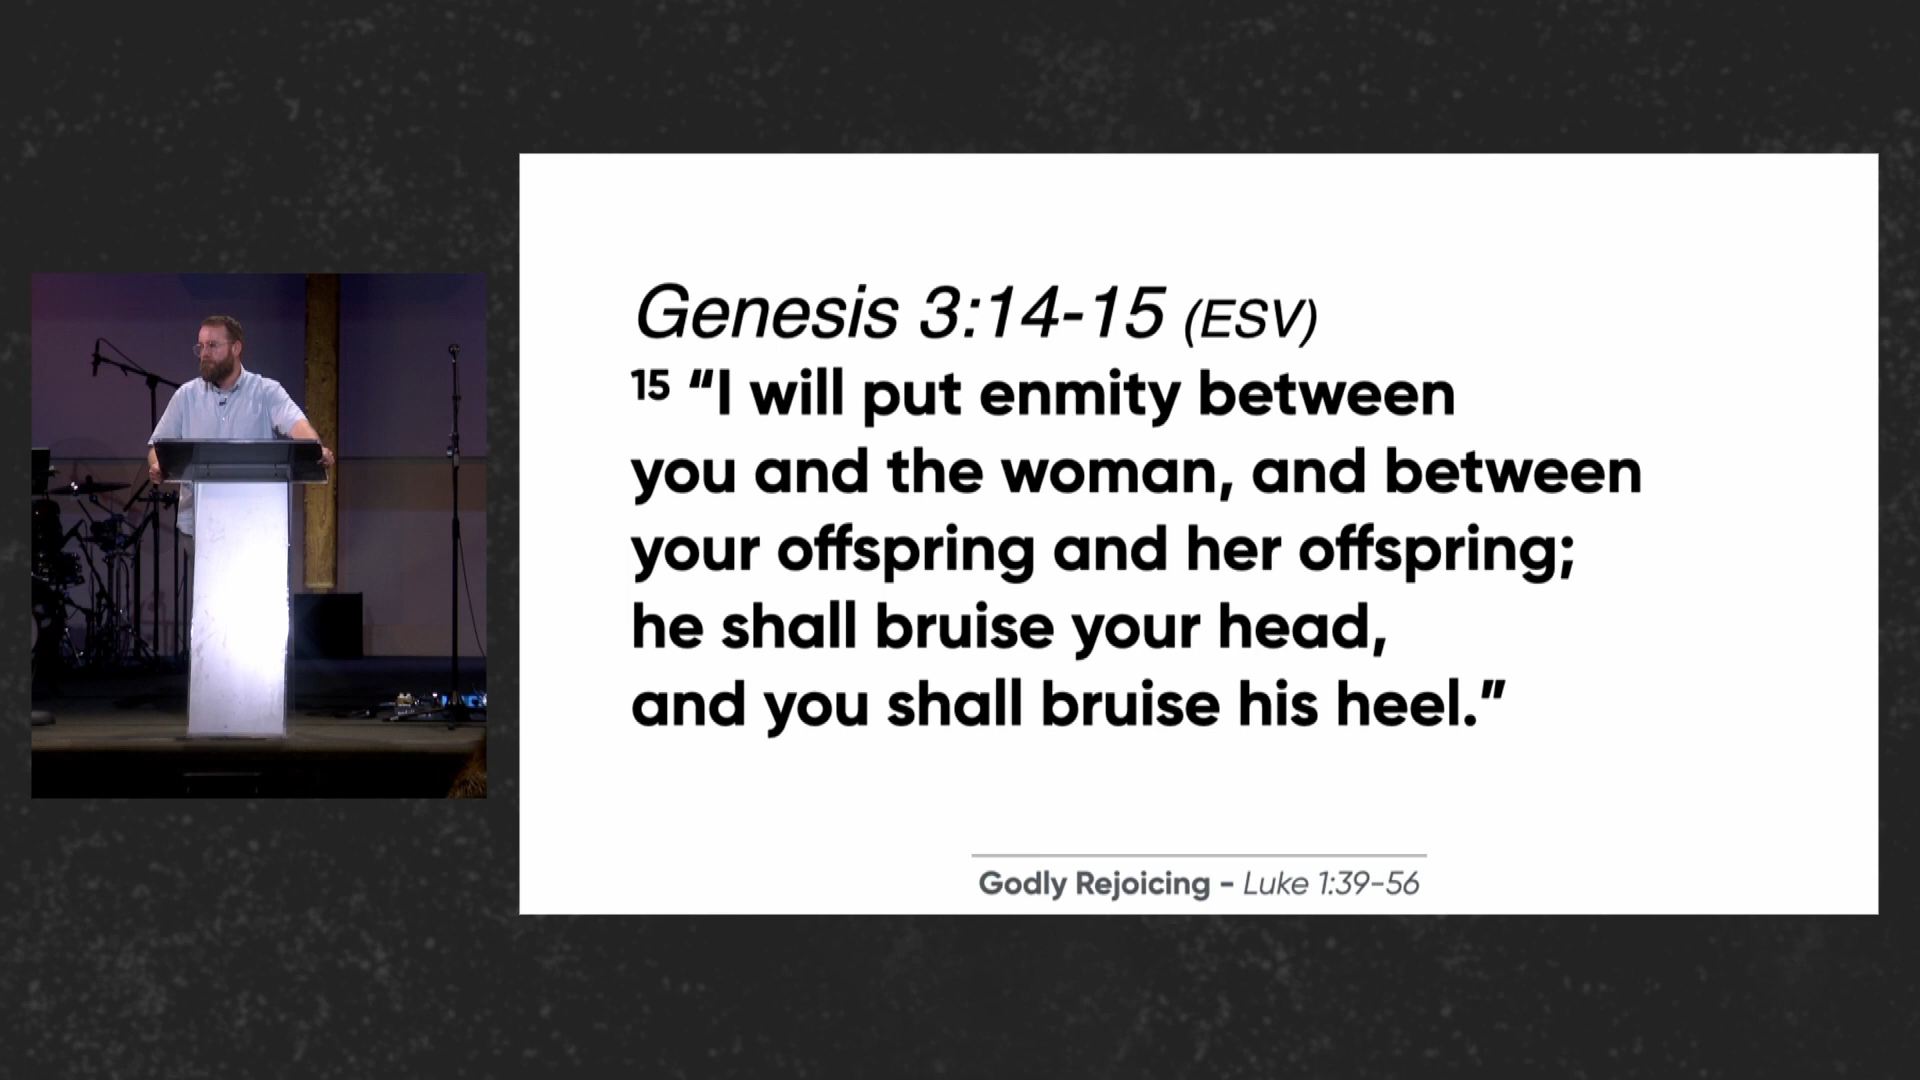 Genesis 3:14-15 (ESV)
15 “I will put enmity between
you and the woman, and between
your offspring and her offspring;
he shall bruise your head,
and you shall bruise his heel.”
Godly Rejoicing - Luke 1:39-56